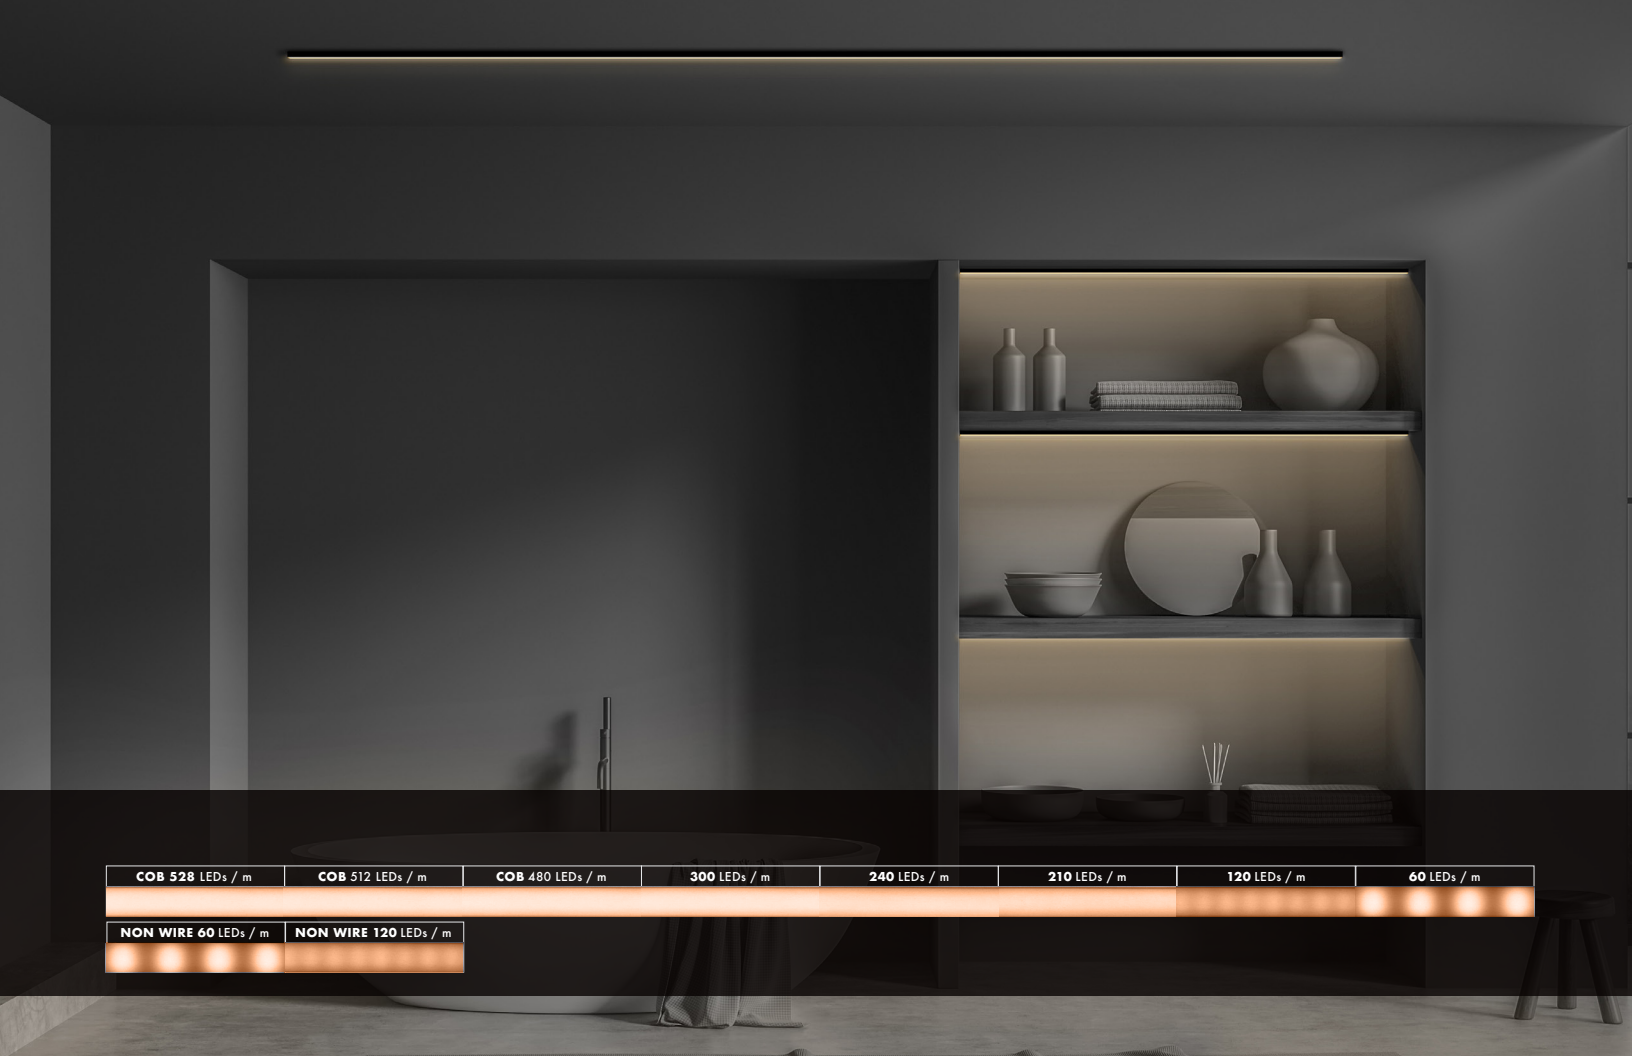 COB 528 LEDs / m
COB 512 LEDs / m
COB 480 LEDs / m
300 LEDs / m
240 LEDs / m
210 LEDs / m
120 LEDs / m
60 LEDs / m
NON WIRE 60 LEDs / m
NON WIRE 120 LEDs / m